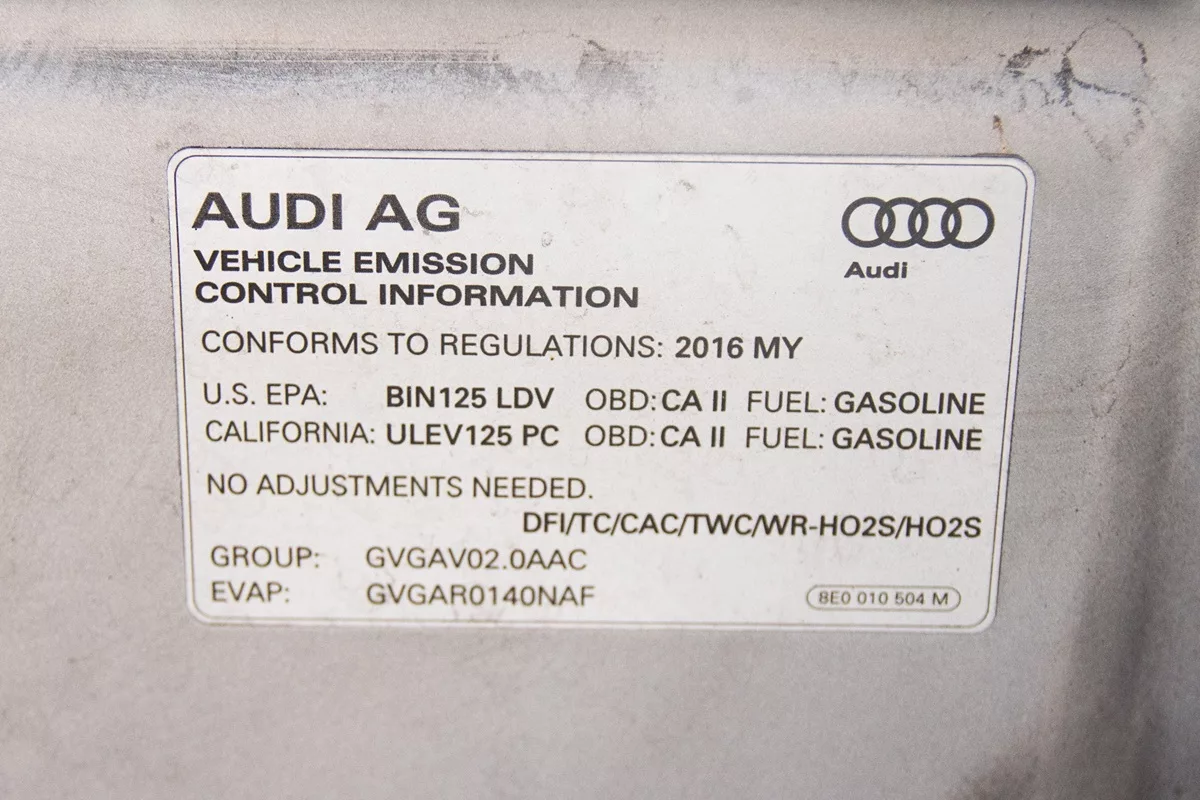 AUDI AG
Audi
VEHICLE EMISSION
CONTROL INFORMATION
CONFORMS TO REGULATIONS: 2016 MY
U.S. EPA: BIN125 LDV OBD: CA II FUEL: GASOLINE
CALIFORNIA: ULEV125 PC OBD: CA II FUEL: GASOLINE
NO ADJUSTMENTS NEEDED.
DFI/TC/CAC/TWC/WR-HO2S/HO2S
GROUP: GVGAV02.0AAC
EVAP: GVGAR0140NAF
8E0 010 504 M